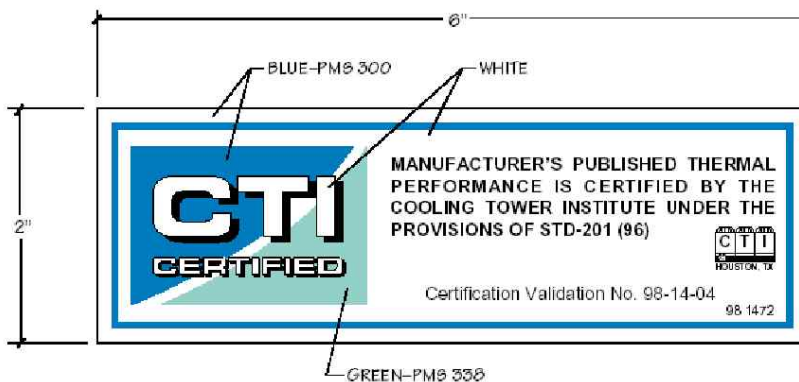 6"
BLUE-PMS 300
WHITE
2"
CTI
CERTIFIED
MANUFACTURER'S PUBLISHED THERMAL
PERFORMANCE IS CERTIFIED BY THE
COOLING TOWER INSTITUTE UNDER THE
PROVISIONS OF STD-201 (96)
CTI
HOUSTON, TX
Certification Validation No. 98-14-04
98 1472
GREEN-PMS 338